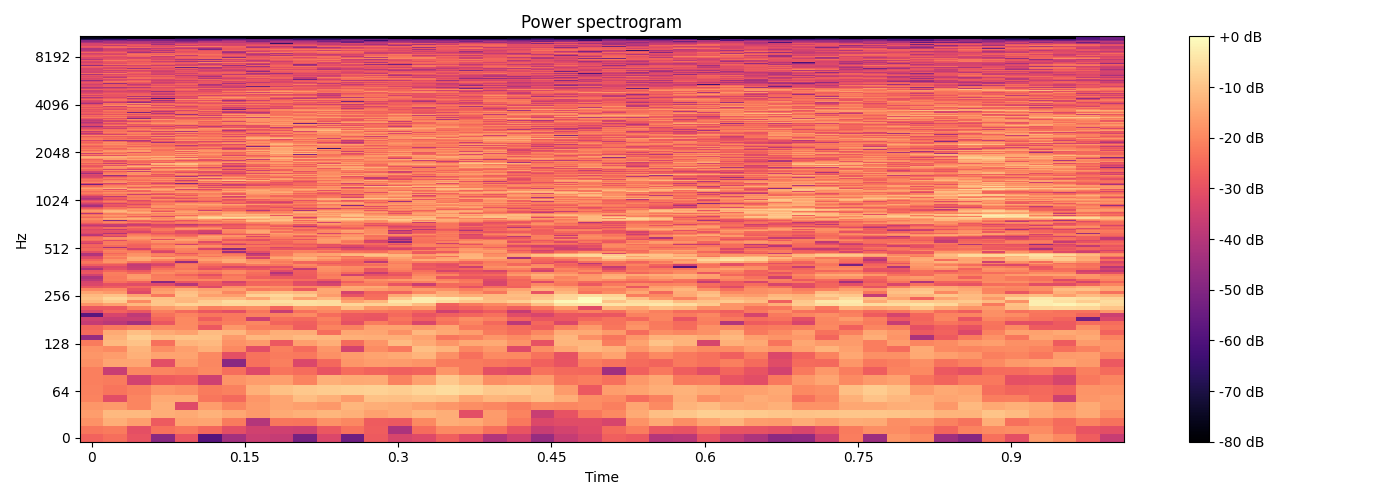 Power spectrogram
Hz
8192
4096
2048
1024
512
256
128
64
0
0 0.15 0.3 0.45 0.6 0.75 0.9
Time
+0 dB
-10 dB
-20 dB
-30 dB
-40 dB
-50 dB
-60 dB
-70 dB
-80 dB